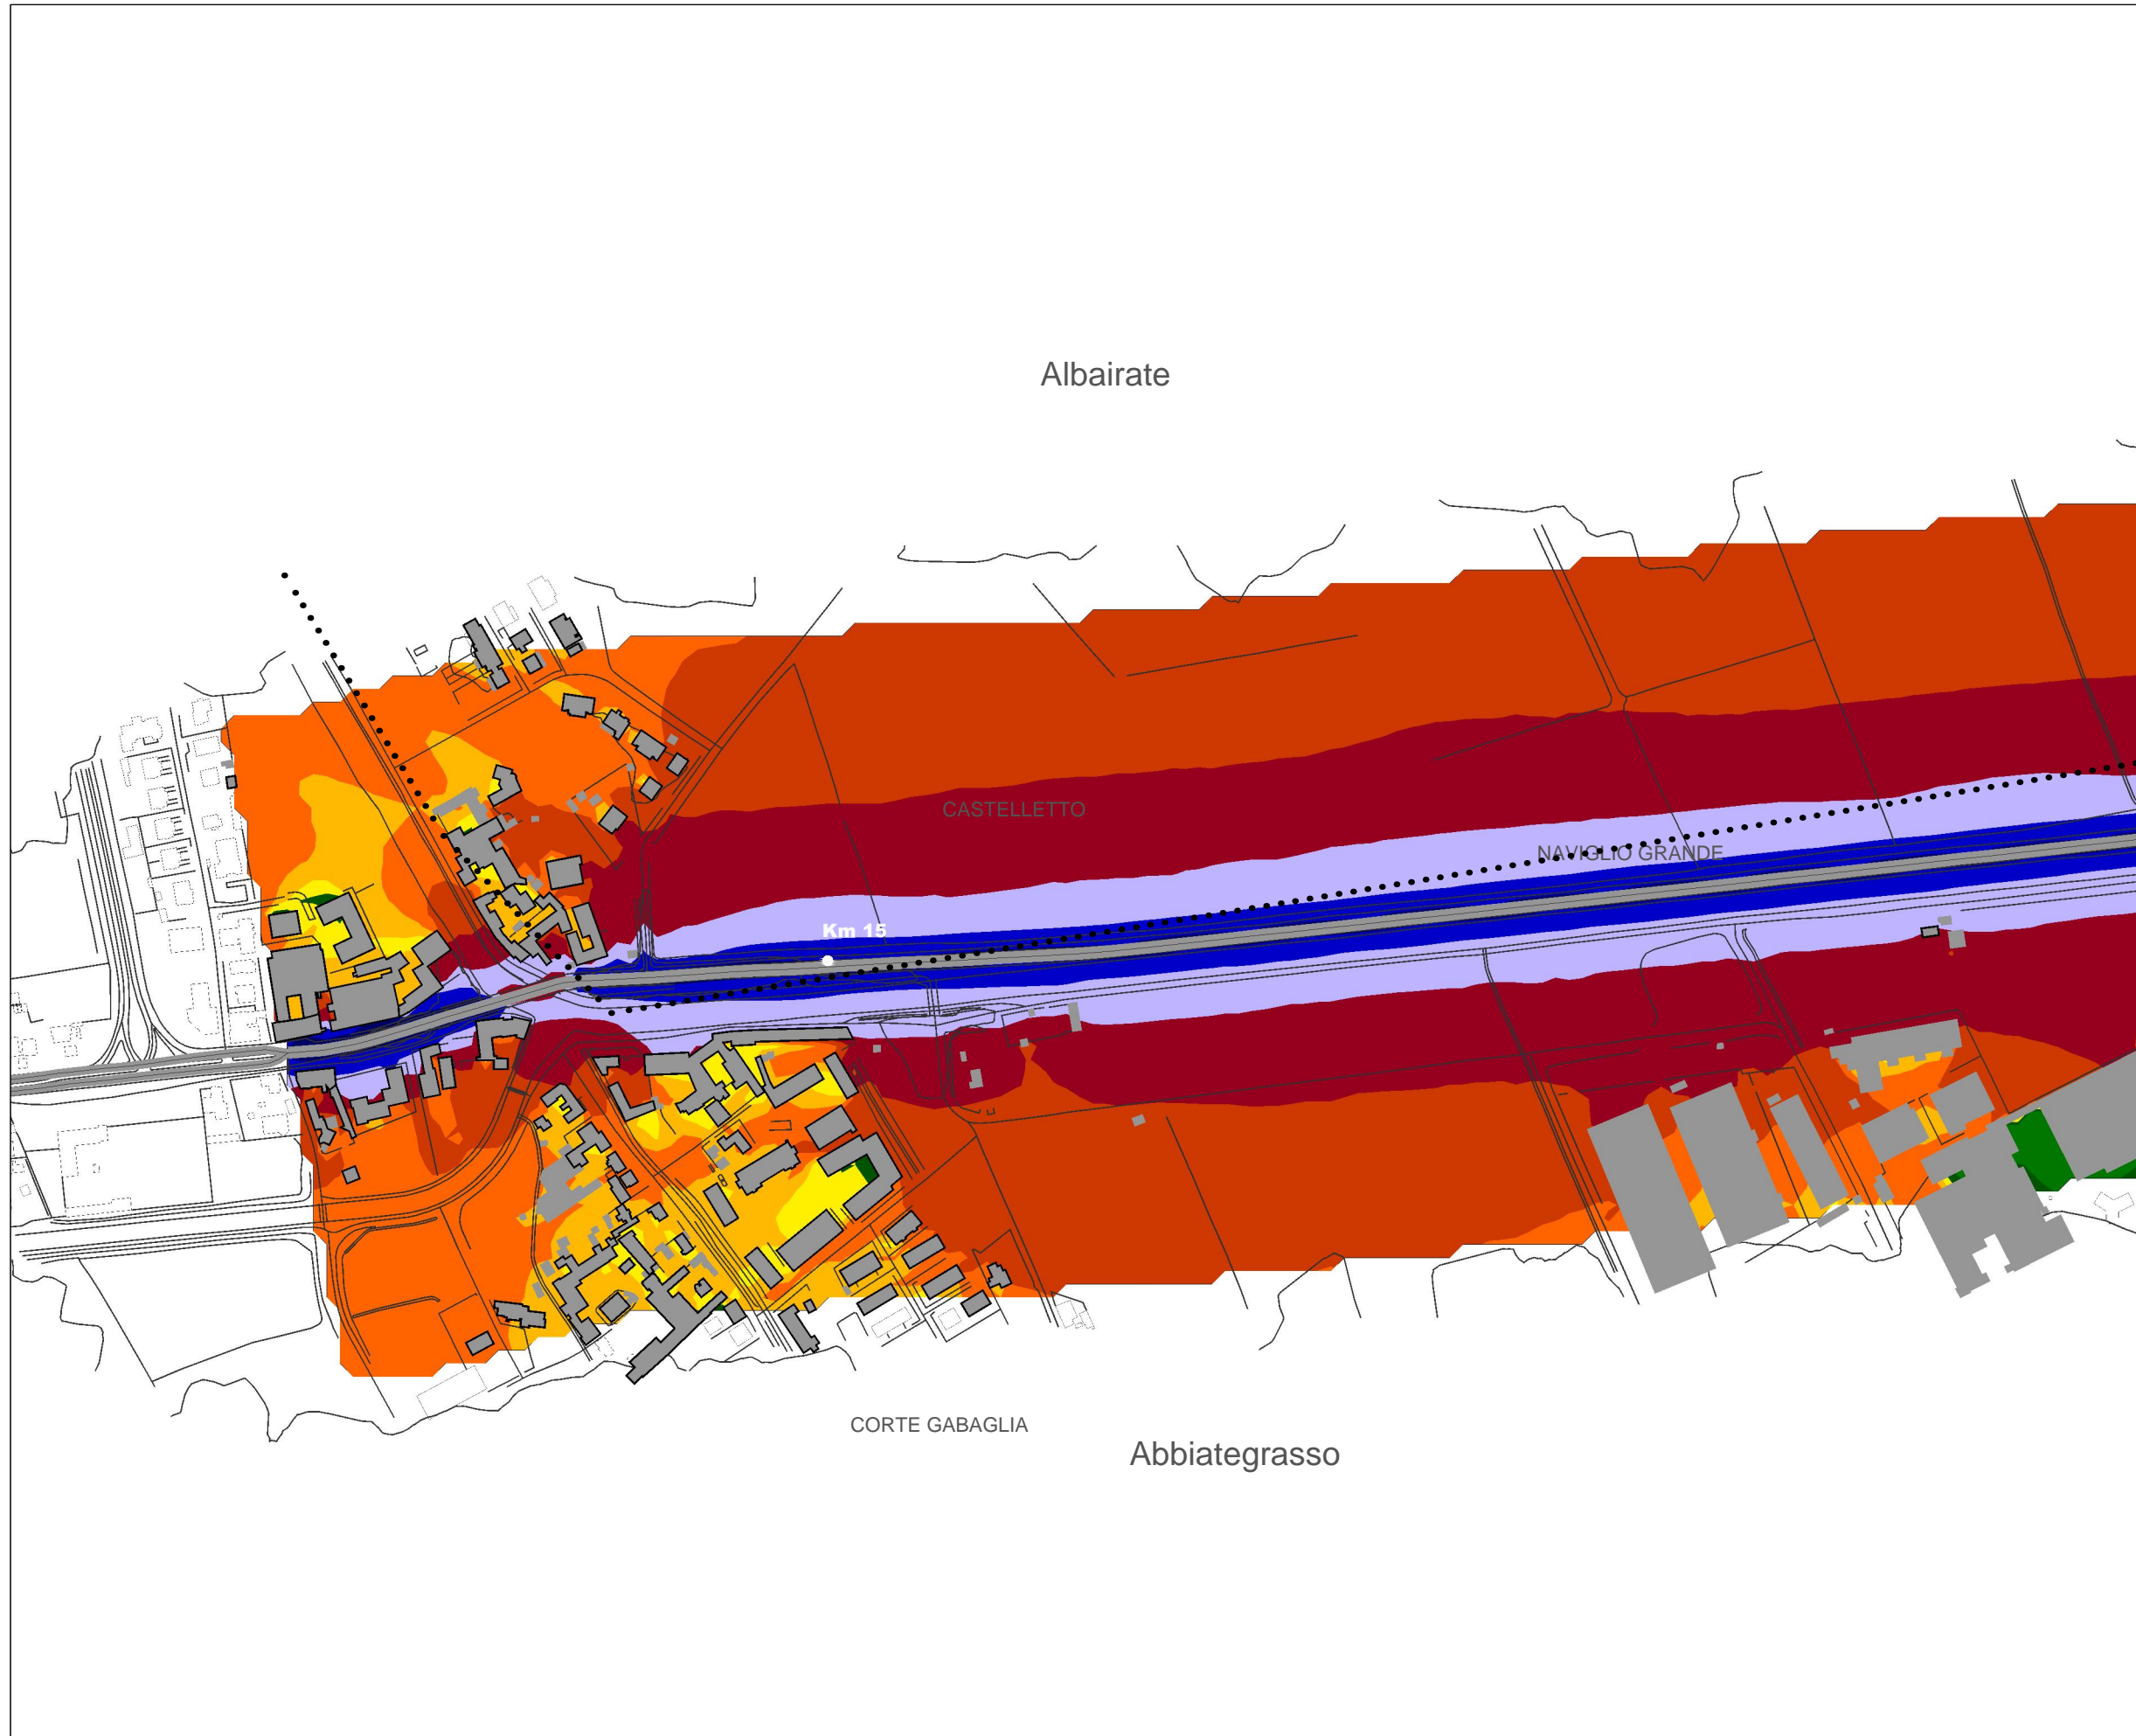 Albairate
CASTELLETTO
NAVIGLIO GRANDE
Km 15
CORTE GABAGLIA
Abbiategrasso